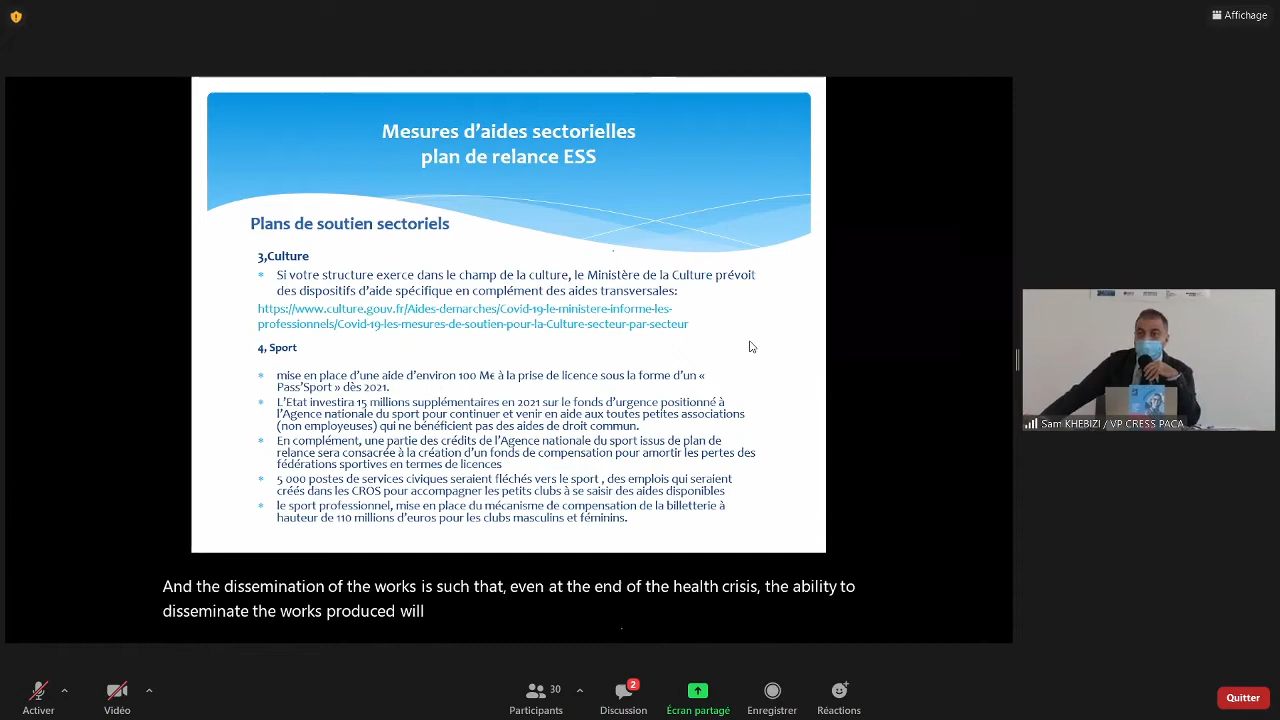 Affichage
Mesures d'aides sectorielles
plan de relance ESS
Plans de soutien sectoriels
3,Culture
* Si votre structure exerce dans le champ de la culture, le Ministère de la Culture prévoit
des dispositifs d'aide spécifique en complément des aides transversales:
https://www.culture.gouv.fr/Aides-demarches/Covid-19-le-ministere-informe-les-
professionnels/Covid-19-les-mesures-de-soutien-pour-la-Culture-secteur-par-secteur
4, Sport
* mise en place d'une aide d'environ 100 M€ à la prise de licence sous la forme d'un «
Pass'Sport » dès 2021.
* L'Etat investira 15 millions supplémentaires en 2021 sur le fonds d'urgence positionné à
l'Agence nationale du sport pour continuer et venir en aide aux toutes petites associations
(non employeuses) qui ne bénéficient pas des aides de droit commun.
* En complément, une partie des crédits de l'Agence nationale du sport issus de plan de
relance sera consacrée à la création d'un fonds de compensation pour amortir les pertes des
fédérations sportives en termes de licences
* 5 000 postes de services civiques seraient fléchés vers le sport , des emplois qui seraient
créés dans les CROS pour accompagner les petits clubs à se saisir des aides disponibles
* le sport professionnel, mise en place du mécanisme de compensation de la billetterie à
hauteur de 110 millions d'euros pour les clubs masculins et féminins.
Sam KHEBIZI / VP CRESS PACA
And the dissemination of the works is such that, even at the end of the health crisis, the ability to
disseminate the works produced will
Activer
Vidéo
30
Participants
2
Discussion
Écran partagé
Enregistrer
Réactions
Quitter